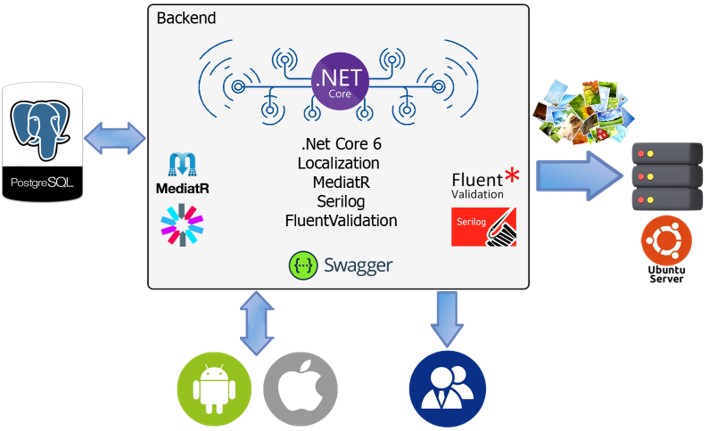 Backend
.NET
Core
PostgreSQL
MediatR
.Net Core 6
Localization
MediatR
Serilog
FluentValidation
Fluent*
Validation
Serilog
{···} Swagger
Ubuntu
Server